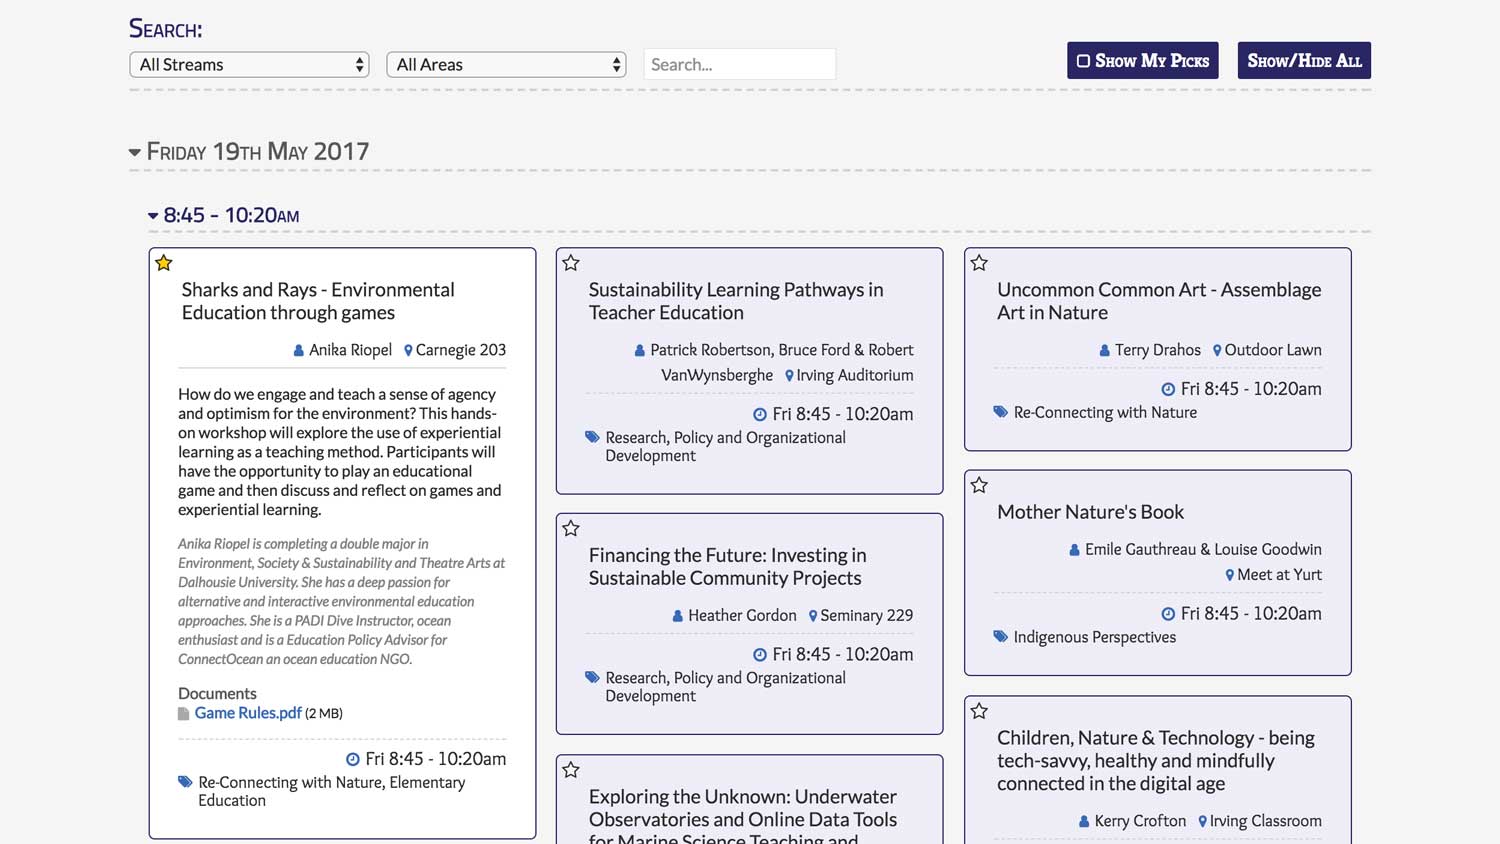 Search:
All Streams
All Areas
Search...
Show My Picks
Show/Hide All
Friday 19th May 2017
8:45 - 10:20am
Sharks and Rays - Environmental
Education through games
Anika Riopel Carnegie 203
How do we engage and teach a sense of agency
and optimism for the environment? This hands-
on workshop will explore the use of experiential
learning as a teaching method. Participants will
have the opportunity to play an educational
game and then discuss and reflect on games and
experiential learning.
Anika Riopel is completing a double major in
Environment, Society & Sustainability and Theatre Arts at
Dalhousie University. She has a deep passion for
alternative and interactive environmental education
approaches. She is a PADI Dive Instructor, ocean
enthusiast and is a Education Policy Advisor for
ConnectOcean an ocean education NGO.
Documents
Game Rules.pdf (2 MB)
Fri 8:45 - 10:20am
Re-Connecting with Nature, Elementary
Education
Sustainability Learning Pathways in
Teacher Education
Patrick Robertson, Bruce Ford & Robert
VanWynsberghe Irving Auditorium
Fri 8:45 - 10:20am
Research, Policy and Organizational
Development
Financing the Future: Investing in
Sustainable Community Projects
Heather Gordon Seminary 229
Fri 8:45 - 10:20am
Research, Policy and Organizational
Development
Exploring the Unknown: Underwater
Observatories and Online Data Tools
for Marine Science Teaching and
Uncommon Common Art - Assemblage
Art in Nature
Terry Drahos Outdoor Lawn
Fri 8:45 - 10:20am
Re-Connecting with Nature
Mother Nature's Book
Emile Gauthreau & Louise Goodwin
Meet at Yurt
Fri 8:45 - 10:20am
Indigenous Perspectives
Children, Nature & Technology - being
tech-savvy, healthy and mindfully
connected in the digital age
Kerry Crofton Irving Classroom